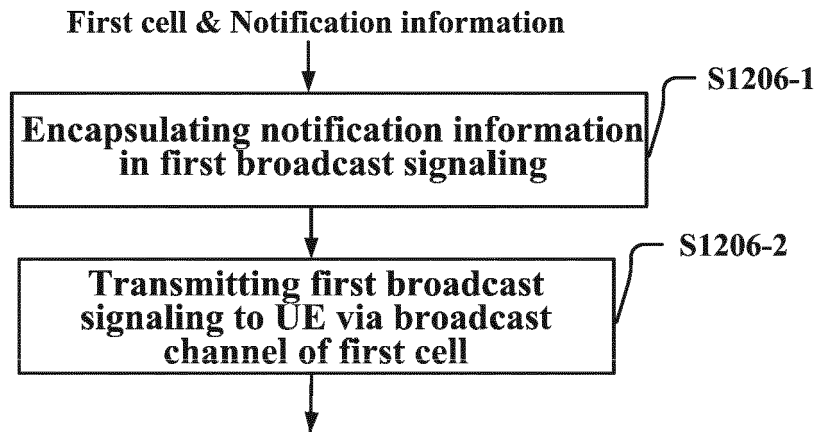 First cell & Notification information
S1206-1
Encapsulating notification information
in first broadcast signaling
S1206-2
Transmitting first broadcast
signaling to UE via broadcast
channel of first cell